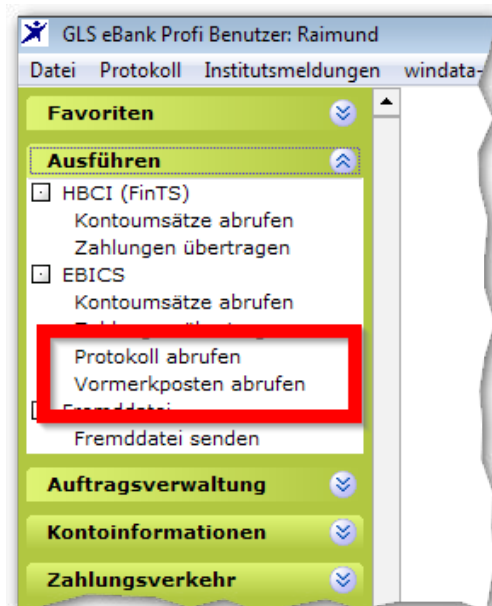 GLS eBank Profi Benutzer: Raimund
Datei Protokoll Institutsmeldungen windata-
Favoriten
Ausführen
HBCI (FinTS)
Kontoumsätze abrufen
Zahlungen übertragen
EBICS
Kontoumsätze abrufen
Protokoll abrufen
Vormerkposten abrufen
Fremddatei senden
Auftragsverwaltung
Kontoinformationen
Zahlungsverkehr